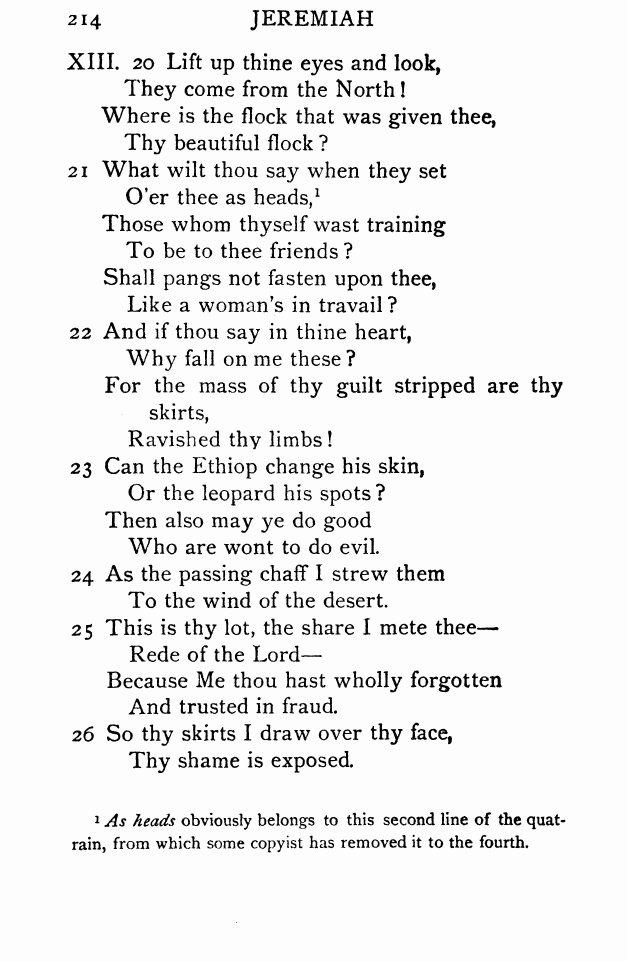 214 JEREMIAH
XIII. 20 Lift up thine eyes and look,
They come from the North!
Where is the flock that was given thee,
Thy beautiful flock?
21 What wilt thou say when they set
O'er thee as heads,¹
Those whom thyself wast training
To be to thee friends?
Shall pangs not fasten upon thee,
Like a woman's in travail?
22 And if thou say in thine heart,
Why fall on me these?
For the mass of thy guilt stripped are thy
skirts,
Ravished thy limbs!
23 Can the Ethiop change his skin,
Or the leopard his spots?
Then also may ye do good
Who are wont to do evil.
24 As the passing chaff I strew them
To the wind of the desert.
25 This is thy lot, the share I mete thee—
Rede of the Lord—
Because Me thou hast wholly forgotten
And trusted in fraud.
26 So thy skirts I draw over thy face,
Thy shame is exposed.
¹ As heads obviously belongs to this second line of the quat-
rain, from which some copyist has removed it to the fourth.